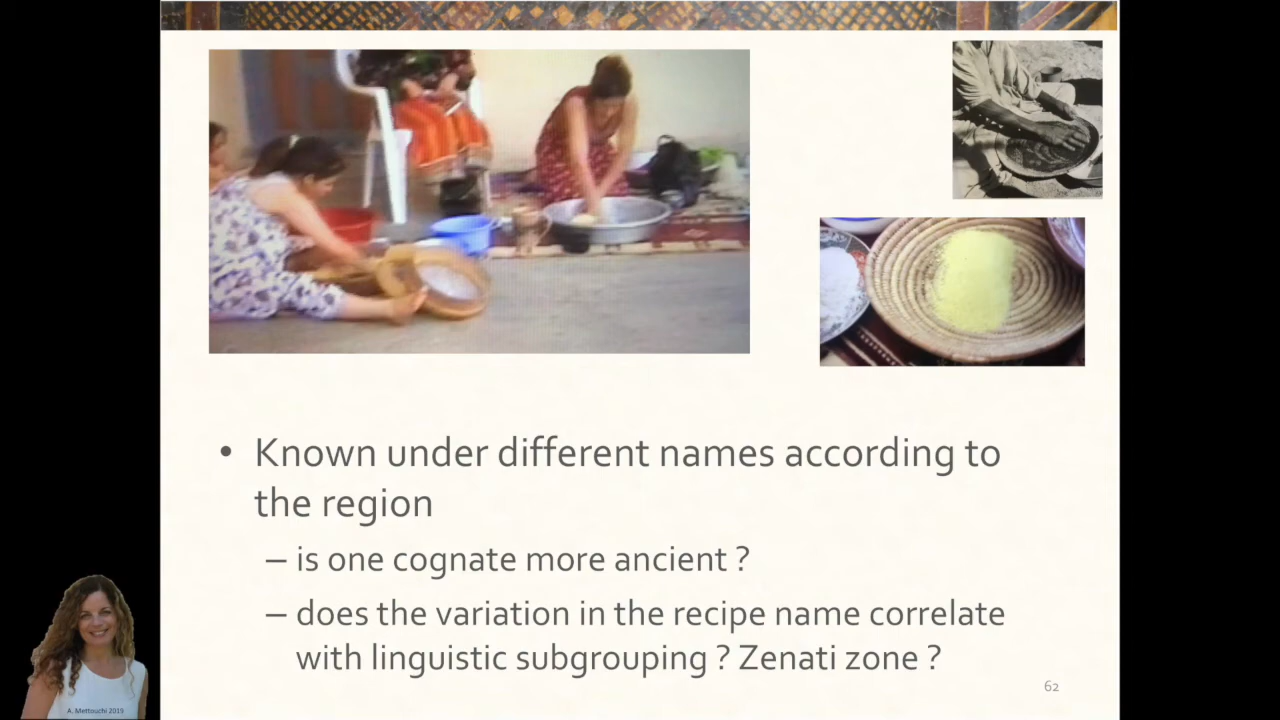 • Known under different names according to
the region
– is one cognate more ancient ?
– does the variation in the recipe name correlate
with linguistic subgrouping ? Zenati zone ?
62
A. Mettouchi 2019